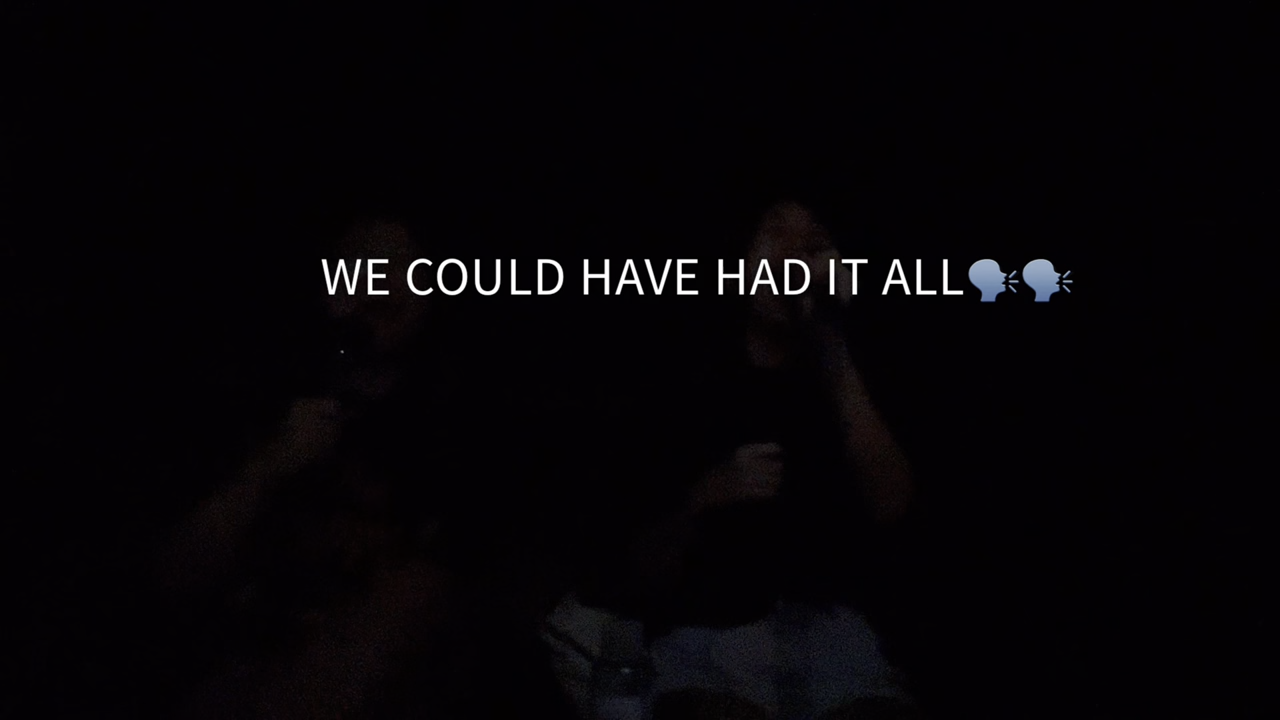 WE COULD HAVE HAD IT ALL🗣️🗣️